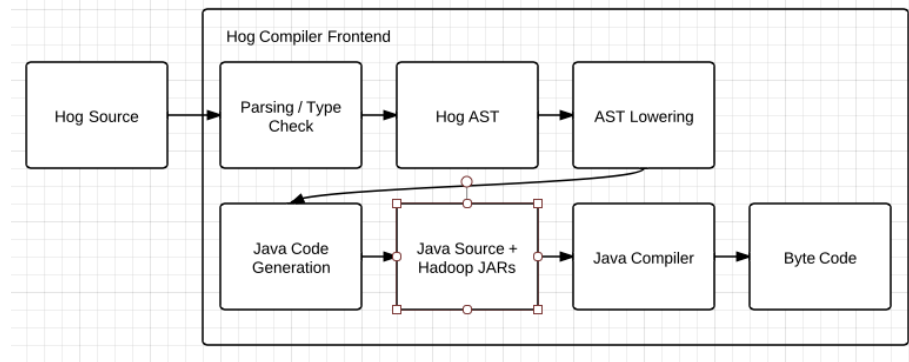 Hog Compiler Frontend
Hog Source
Parsing / Type
Check
Hog AST
AST Lowering
Java Code
Generation
Java Source +
Hadoop JARs
Java Compiler
Byte Code